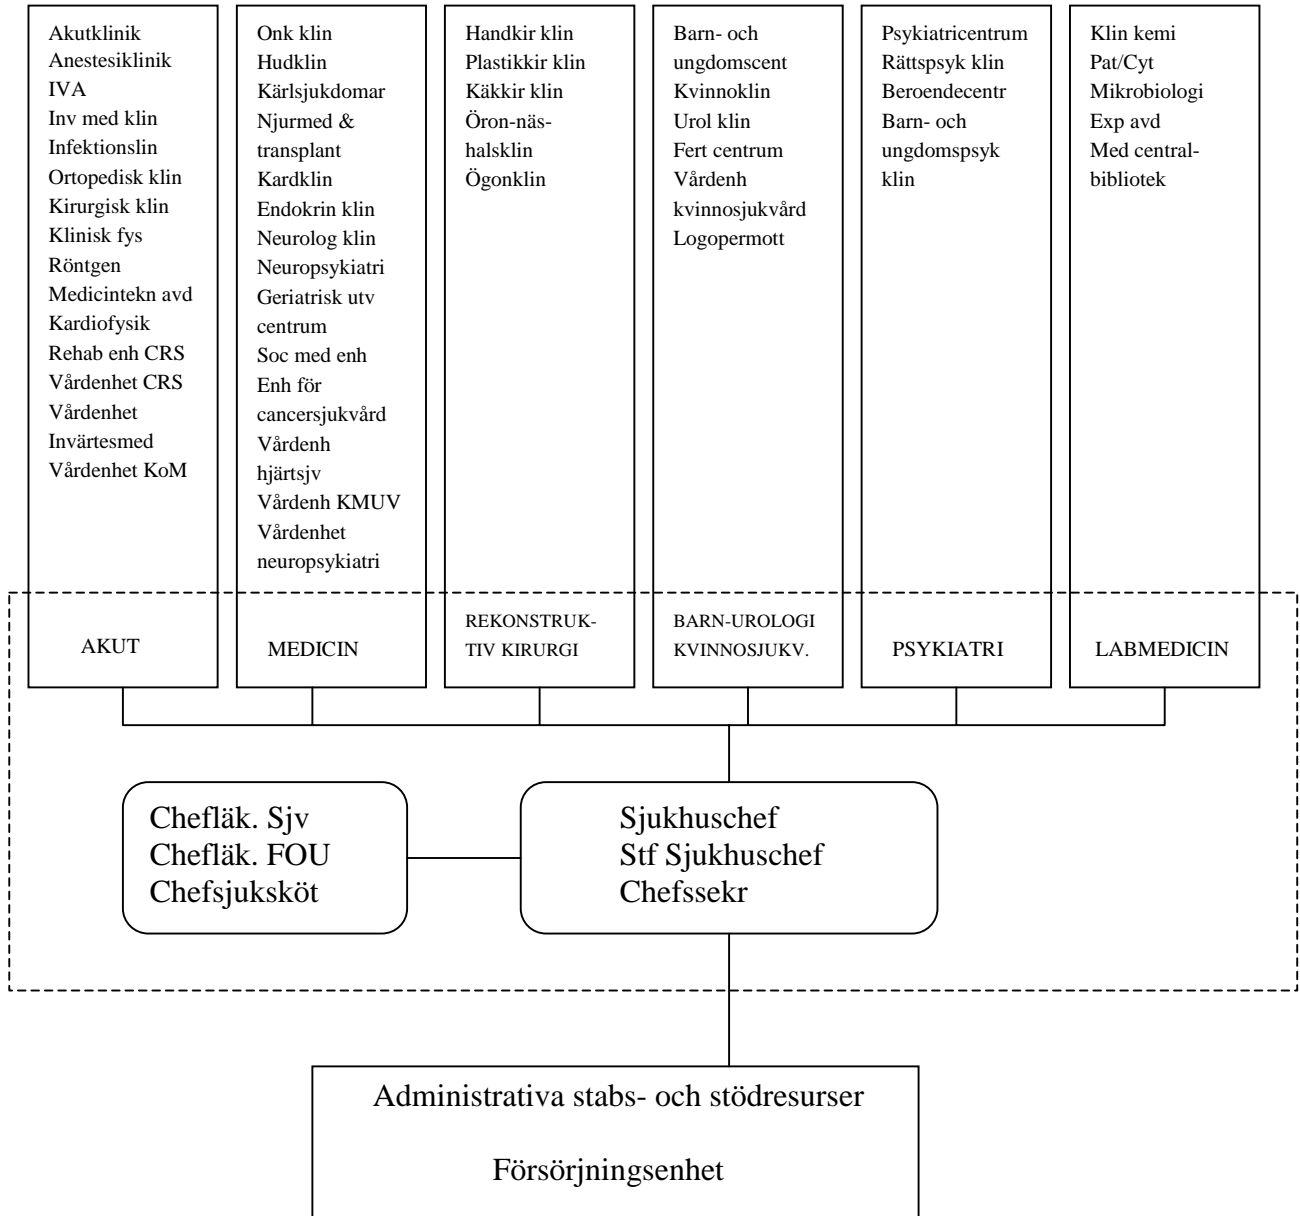 Akutklinik
Anestesiklinik
IVA
Inv med klin
Infektionslin
Ortopedisk klin
Kirurgisk klin
Klinisk fys
Röntgen
Medicintekn avd
Kardiofysik
Rehab enh CRS
Vårdenhet CRS
Vårdenhet
Invärtesmed
Vårdenhet KoM
AKUT
Onk klin
Hudklin
Kärlsjukdomar
Njurmed &
transplant
Kardklin
Endokrin klin
Neurolog klin
Neuropsykiatri
Geriatrisk utv
centrum
Soc med enh
Enh för
cancersjukvård
Vårdenh
hjärtsjv
Vårdenh KMUV
Vårdenhet
neuropsykiatri
MEDICIN
Handkir klin
Plastikkir klin
Käkkir klin
Öron-näs-
halsklin
Ögonklin
REKONSTRUK-
TIV KIRURGI
Barn- och
ungdomscent
Kvinnoklin
Urol klin
Fert centrum
Vårdenh
kvinnosjukvård
Logopermott
BARN-UROLOGI
KVINNOSJUKV.
Psykiatricentrum
Rättspsyk klin
Beroendecentr
Barn- och
ungdomspsyk
klin
PSYKIATRI
Klin kemi
Pat/Cyt
Mikrobiologi
Exp avd
Med central-
bibliotek
LABMEDICIN
Chefläk. Sjv
Chefläk. FOU
Chefsjuksköt
Sjukhuschef
Stf Sjukhuschef
Chefssekr
Administrativa stabs- och stödresurser
Försörjningsenhet